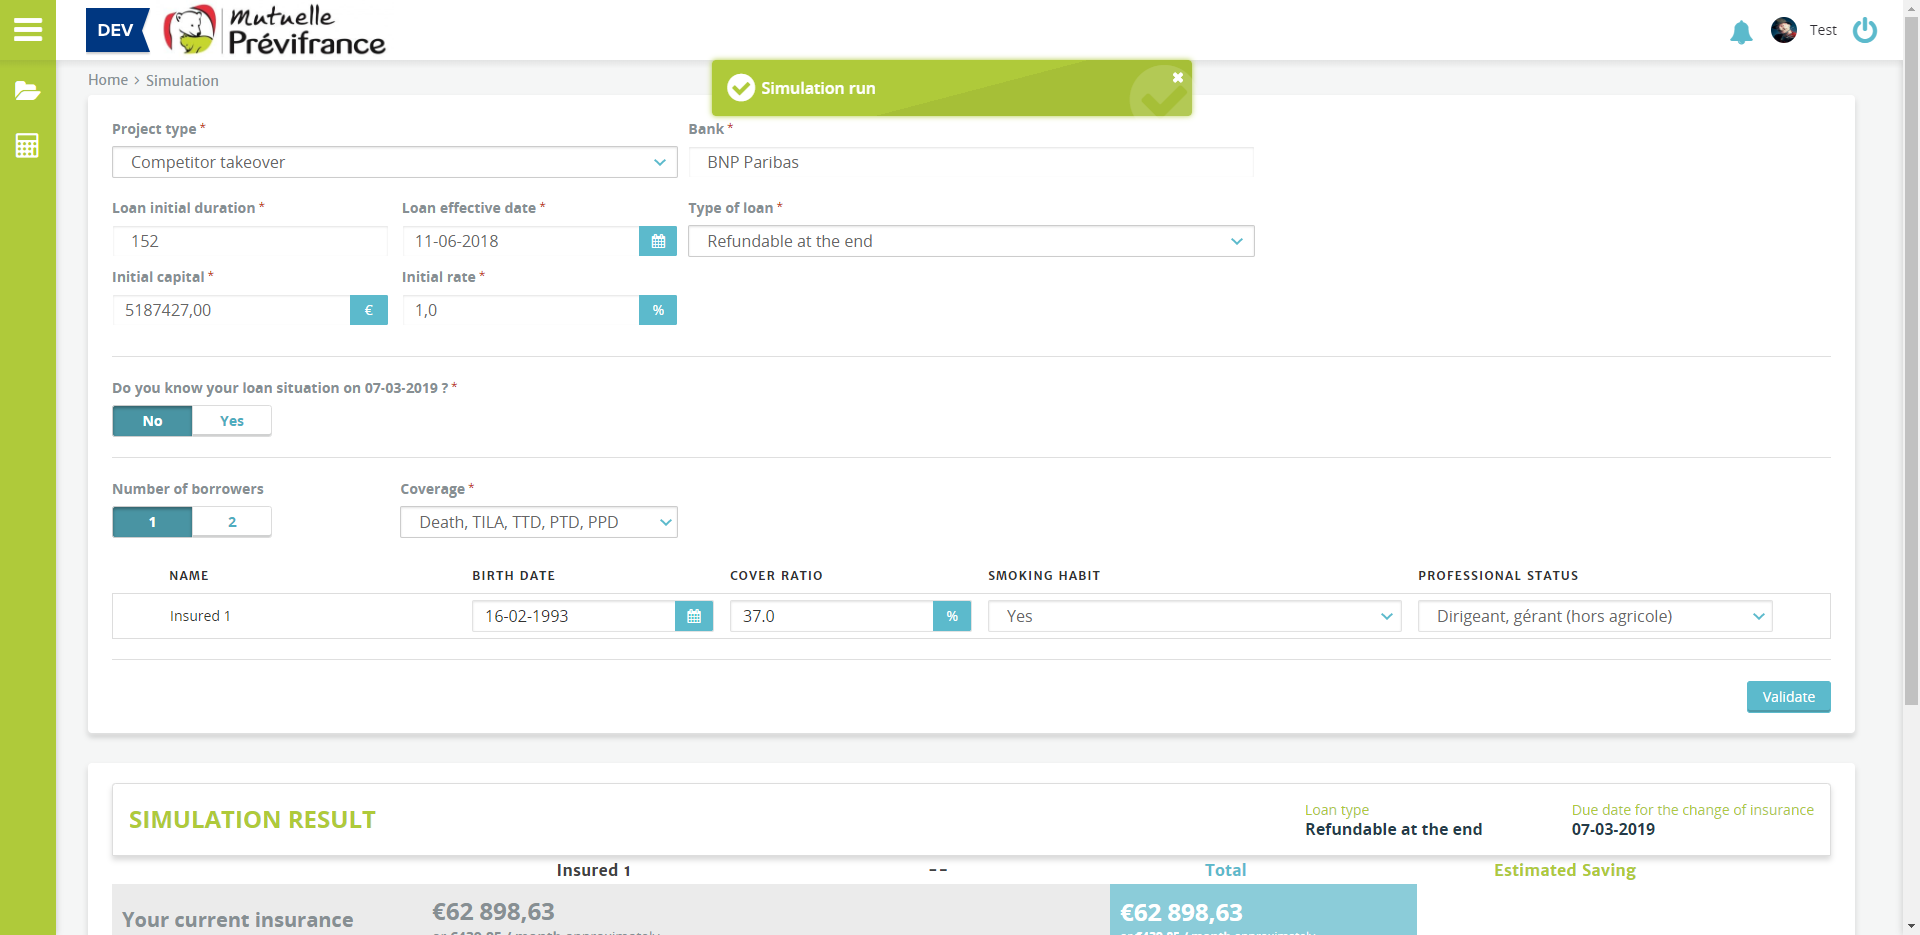 DEV
Mutuelle
Prévifrance
Test
Home > Simulation
Simulation run
Project type *
Bank *
Competitor takeover
BNP Paribas
Loan initial duration *
Loan effective date *
Type of loan *
152
11-06-2018
Refundable at the end
Initial capital *
Initial rate *
5187427,00
€
1,0
%
Do you know your loan situation on 07-03-2019 ? *
No
Yes
Number of borrowers
Coverage *
1
2
Death, TILA, TTD, PTD, PPD
NAME
BIRTH DATE
COVER RATIO
SMOKING HABIT
PROFESSIONAL STATUS
Insured 1
16-02-1993
37.0
%
Yes
Dirigeant, gérant (hors agricole)
Validate
SIMULATION RESULT
Loan type
Refundable at the end
Due date for the change of insurance
07-03-2019
Insured 1
--
Total
Estimated Saving
Your current insurance
€62 898,63
€62 898,63